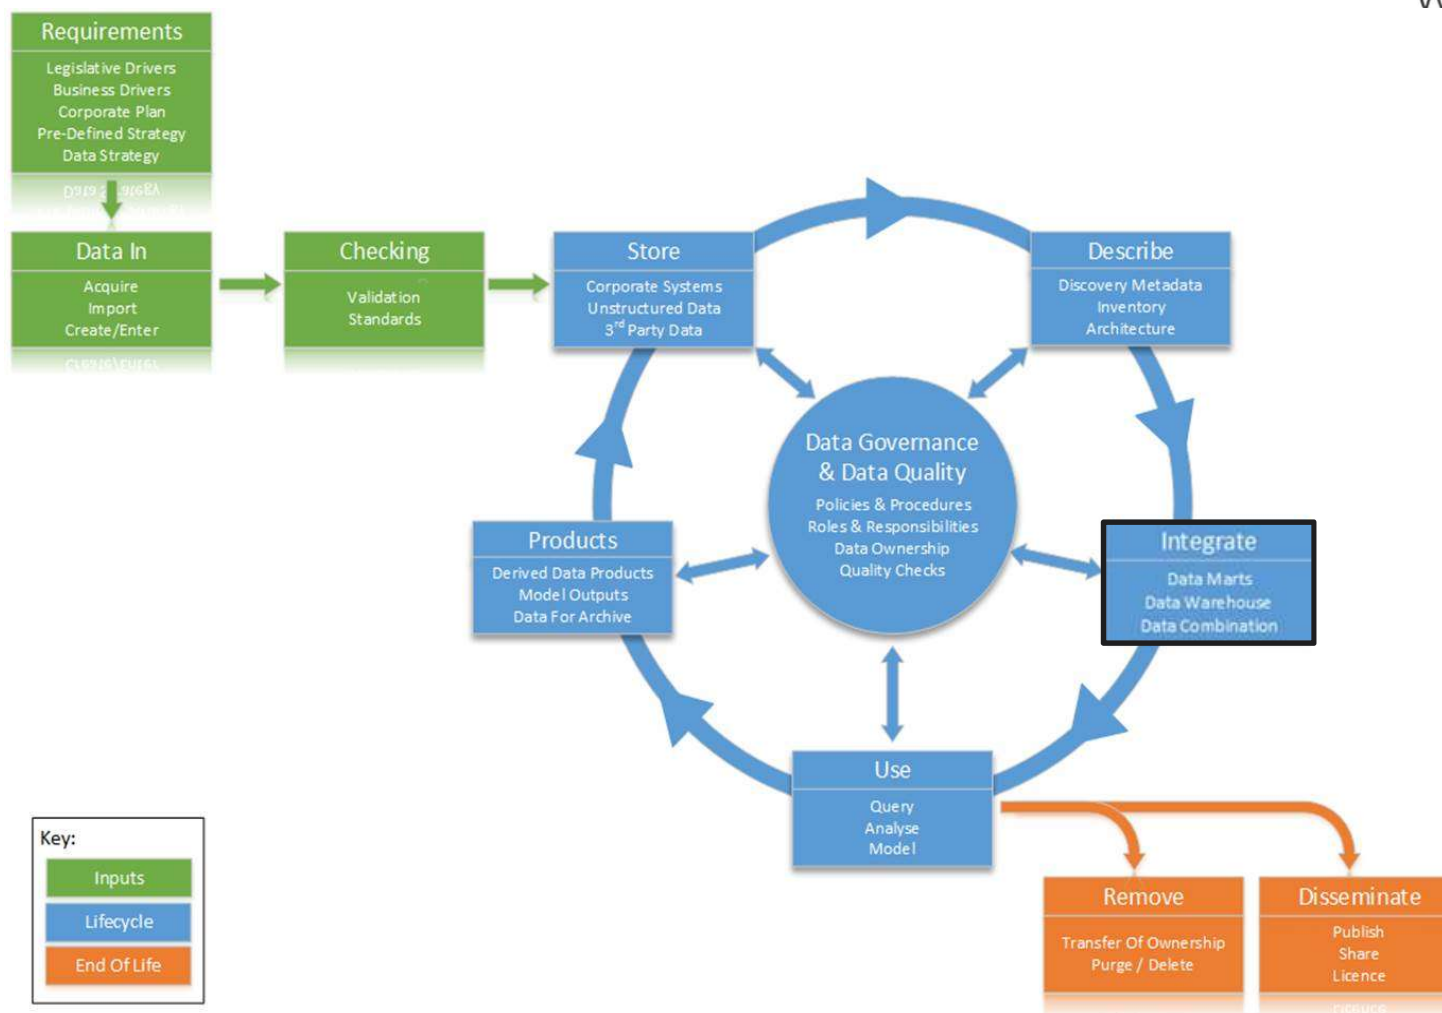 Requirements
Legislative Drivers
Business Drivers
Corporate Plan
Pre-Defined Strategy
Data Strategy
Data In
Acquire
Import
Create/Enter
Checking
Validation
Standards
Store
Corporate Systems
Unstructured Data
3rd Party Data
Describe
Discovery Metadata
Inventory
Architecture
Data Governance
& Data Quality
Policies & Procedures
Roles & Responsibilities
Data Ownership
Quality Checks
Products
Derived Data Products
Model Outputs
Data For Archive
Integrate
Data Marts
Data Warehouse
Data Combination
Use
Query
Analyse
Model
Key:
Inputs
Lifecycle
End Of Life
Remove
Transfer Of Ownership
Purge / Delete
Disseminate
Publish
Share
Licence